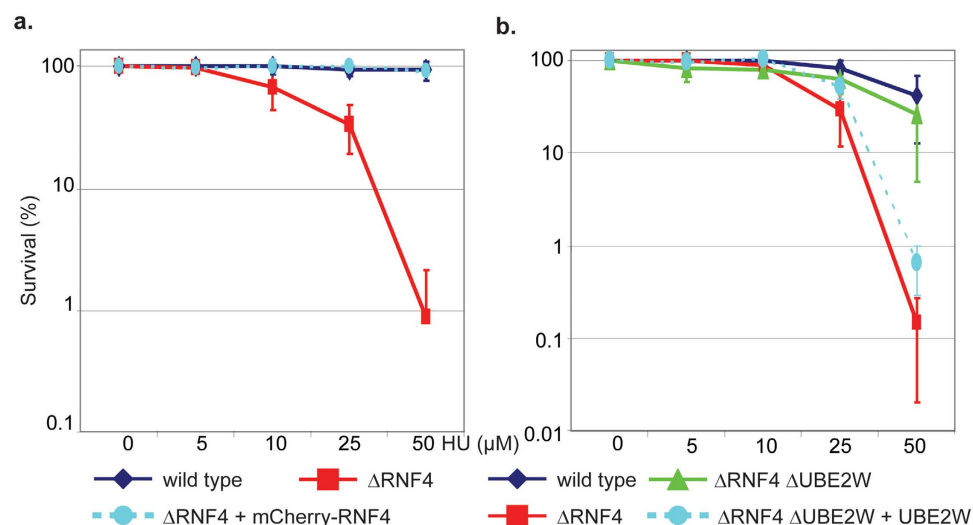 a.
b.
Survival (%)
100
10
1
0.1
0 5 10 25 50 HU (µM)
wild type
ΔRNF4
ΔRNF4 + mCherry-RNF4
100
10
1
0.1
0.01
0 5 10 25 50
wild type
ΔRNF4 ΔUBE2W
ΔRNF4
ΔRNF4 ΔUBE2W + UBE2W